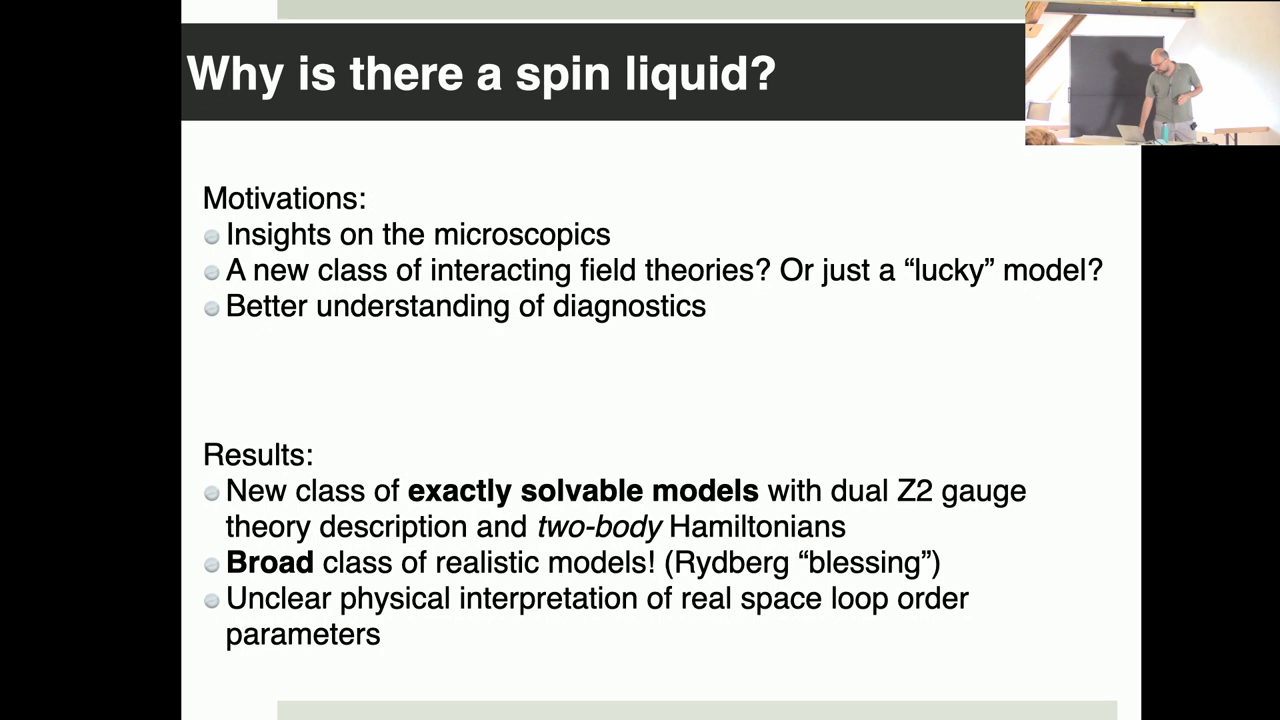 Why is there a spin liquid?
Motivations:
Insights on the microscopics
A new class of interacting field theories? Or just a “lucky” model?
Better understanding of diagnostics
Results:
New class of exactly solvable models with dual Z2 gauge
theory description and two-body Hamiltonians
Broad class of realistic models! (Rydberg “blessing”)
Unclear physical interpretation of real space loop order
parameters